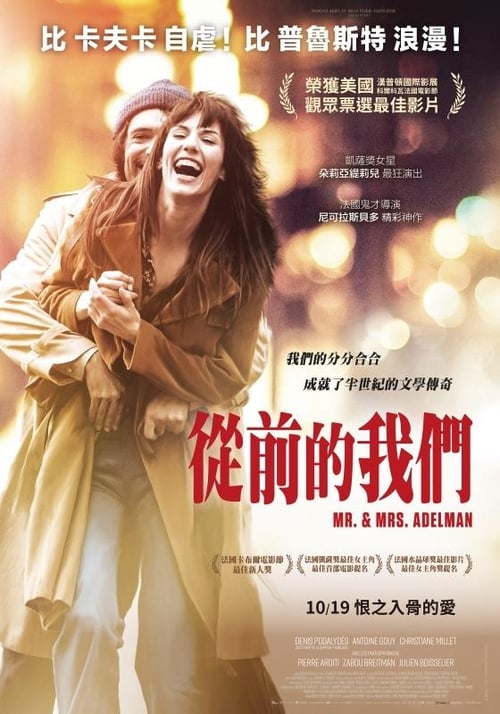 比 卡夫卡 自虐！比 普魯斯特 浪漫！
榮獲美國 漢普頓國際影展
科爾科瓦法國電影節
觀眾票選最佳影片
凱薩獎女星
朵莉亞緹莉兒 最狂演出
法國鬼才導演
尼可拉斯貝多 精彩神作
我們的分分合合
成就了半世紀的文學傳奇
從前的我們
MR. & MRS. ADELMAN
法國卡布爾電影節
最佳新人獎
法國凱薩獎最佳女主角
最佳首部電影提名
法國水晶球獎最佳影片
最佳女主角獎提名
10/19 恨之入骨的愛
DENIS PODALYDÈS ANTOINE GOUY CHRISTIANE MILLET
PIERRE ARDITI ZABOU BREITMAN JULIEN BOISSELIER